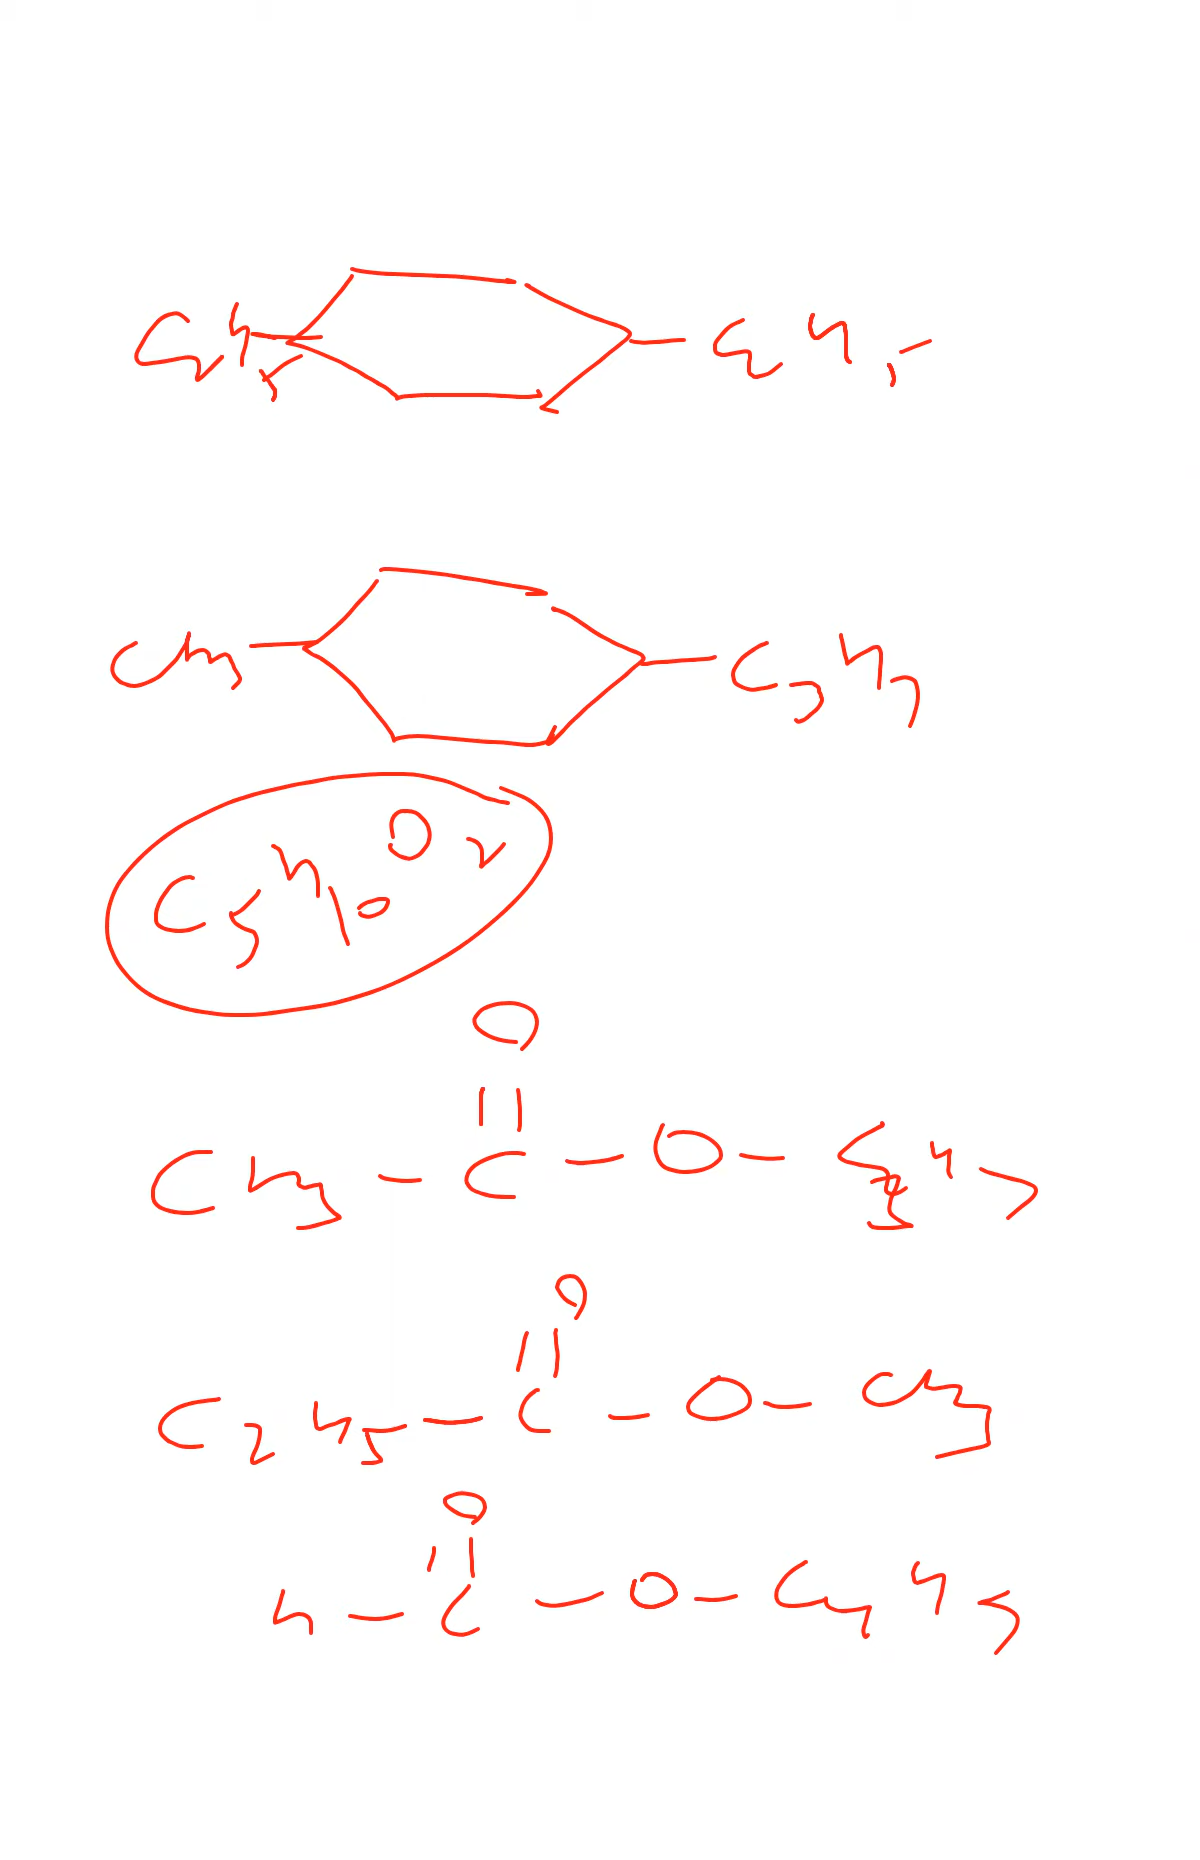 C2H5 C2H5
CH3 C3H7
C5H10O2
O
CH3 - C - O - C3H7
O
C2H5 - C - O - CH3
O
H - C - O - C4H9